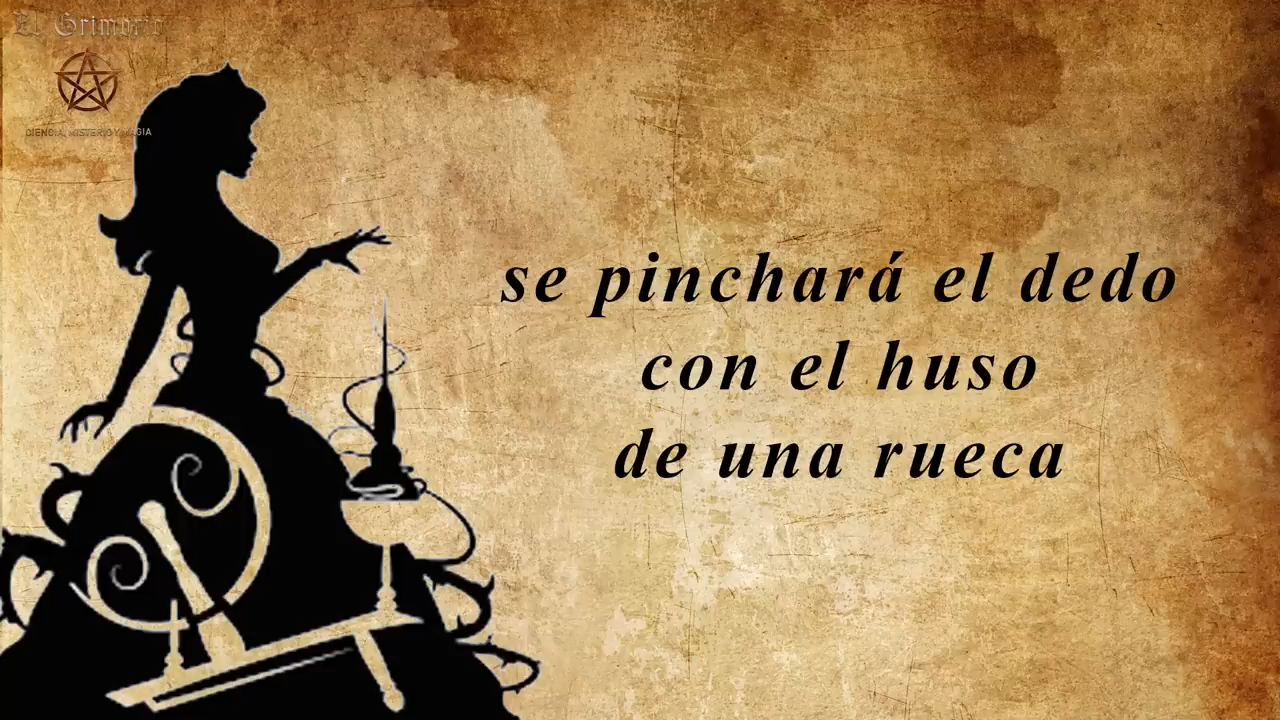 El Grimorio
CIENCIA, MISTERIO Y MAGIA
se pinchará el dedo
con el huso
de una rueca